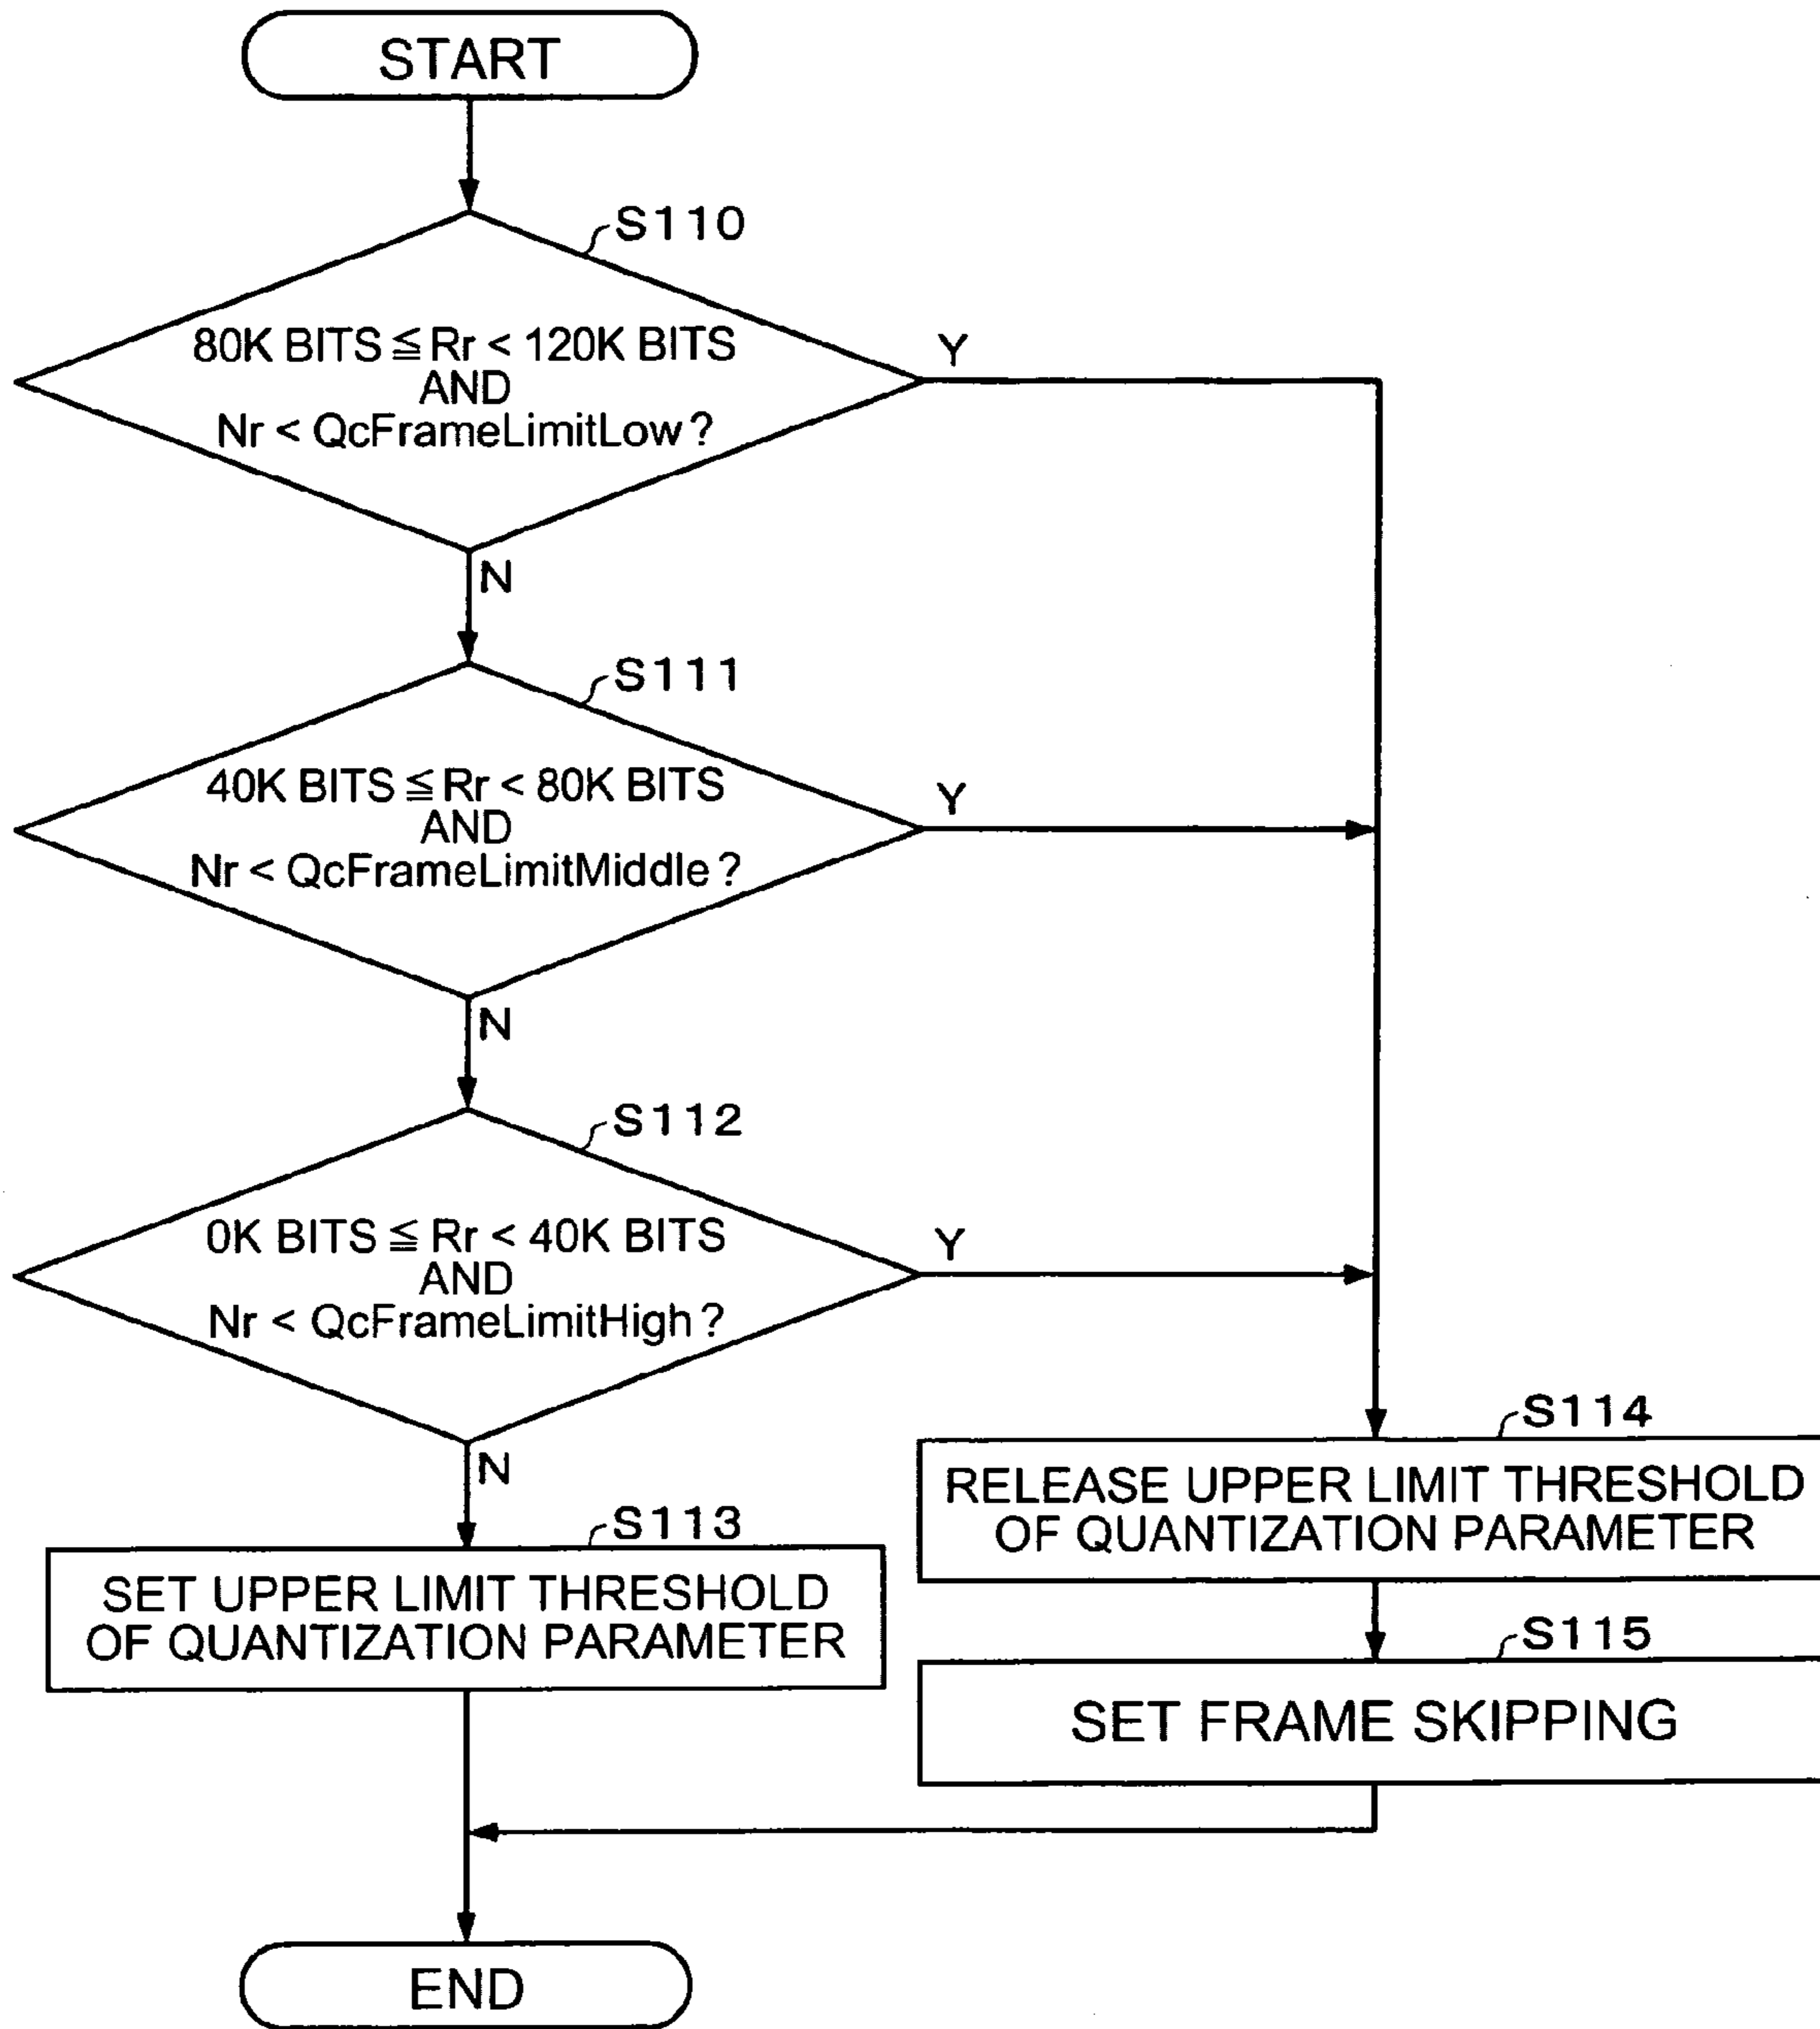 START
S110
80K BITS ≦ Rr < 120K BITS
AND
Nr < QcFrameLimitLow ?
Y
N
S111
40K BITS ≦ Rr < 80K BITS
AND
Nr < QcFrameLimitMiddle ?
Y
N
S112
0K BITS ≦ Rr < 40K BITS
AND
Nr < QcFrameLimitHigh ?
Y
N
S113
SET UPPER LIMIT THRESHOLD
OF QUANTIZATION PARAMETER
S114
RELEASE UPPER LIMIT THRESHOLD
OF QUANTIZATION PARAMETER
S115
SET FRAME SKIPPING
END